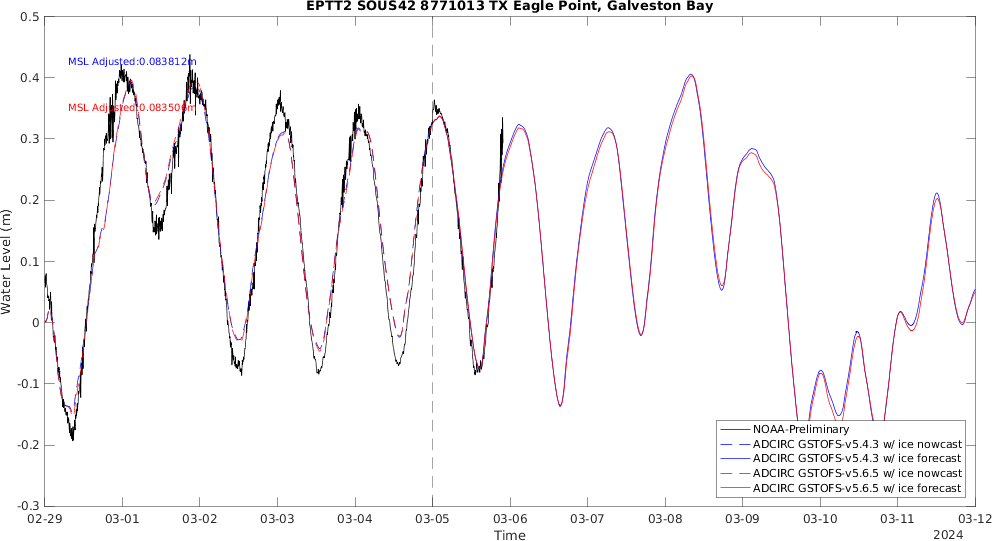 EPTT2 SOUS42 8771013 TX Eagle Point, Galveston Bay
0.5
0.4
0.3
0.2
0.1
0
-0.1
-0.2
-0.3
Water Level (m)
MSL Adjusted:0.083812m
MSL Adjusted:0.083506m
NOAA-Preliminary
ADCIRC GSTOFS-v5.4.3 w/ ice nowcast
ADCIRC GSTOFS-v5.4.3 w/ ice forecast
ADCIRC GSTOFS-v5.6.5 w/ ice nowcast
ADCIRC GSTOFS-v5.6.5 w/ ice forecast
02-29 03-01 03-02 03-03 03-04 03-05 03-06 03-07 03-08 03-09 03-10 03-11 03-12
Time
2024